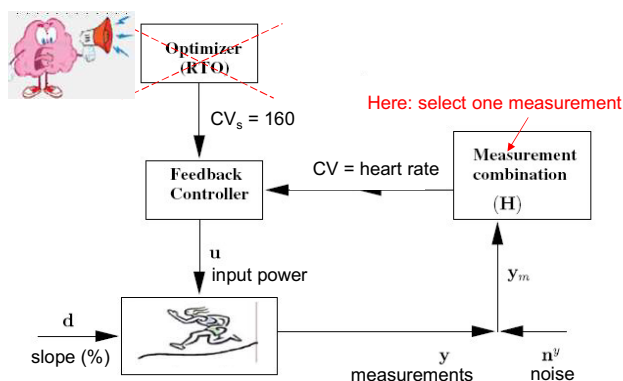 Optimizer
(RTO)
CVs = 160
Here: select one measurement
Feedback
Controller
CV = heart rate
Measurement
combination
(H)
u
input power
ym
d
slope (%)
y
measurements
n^y
noise